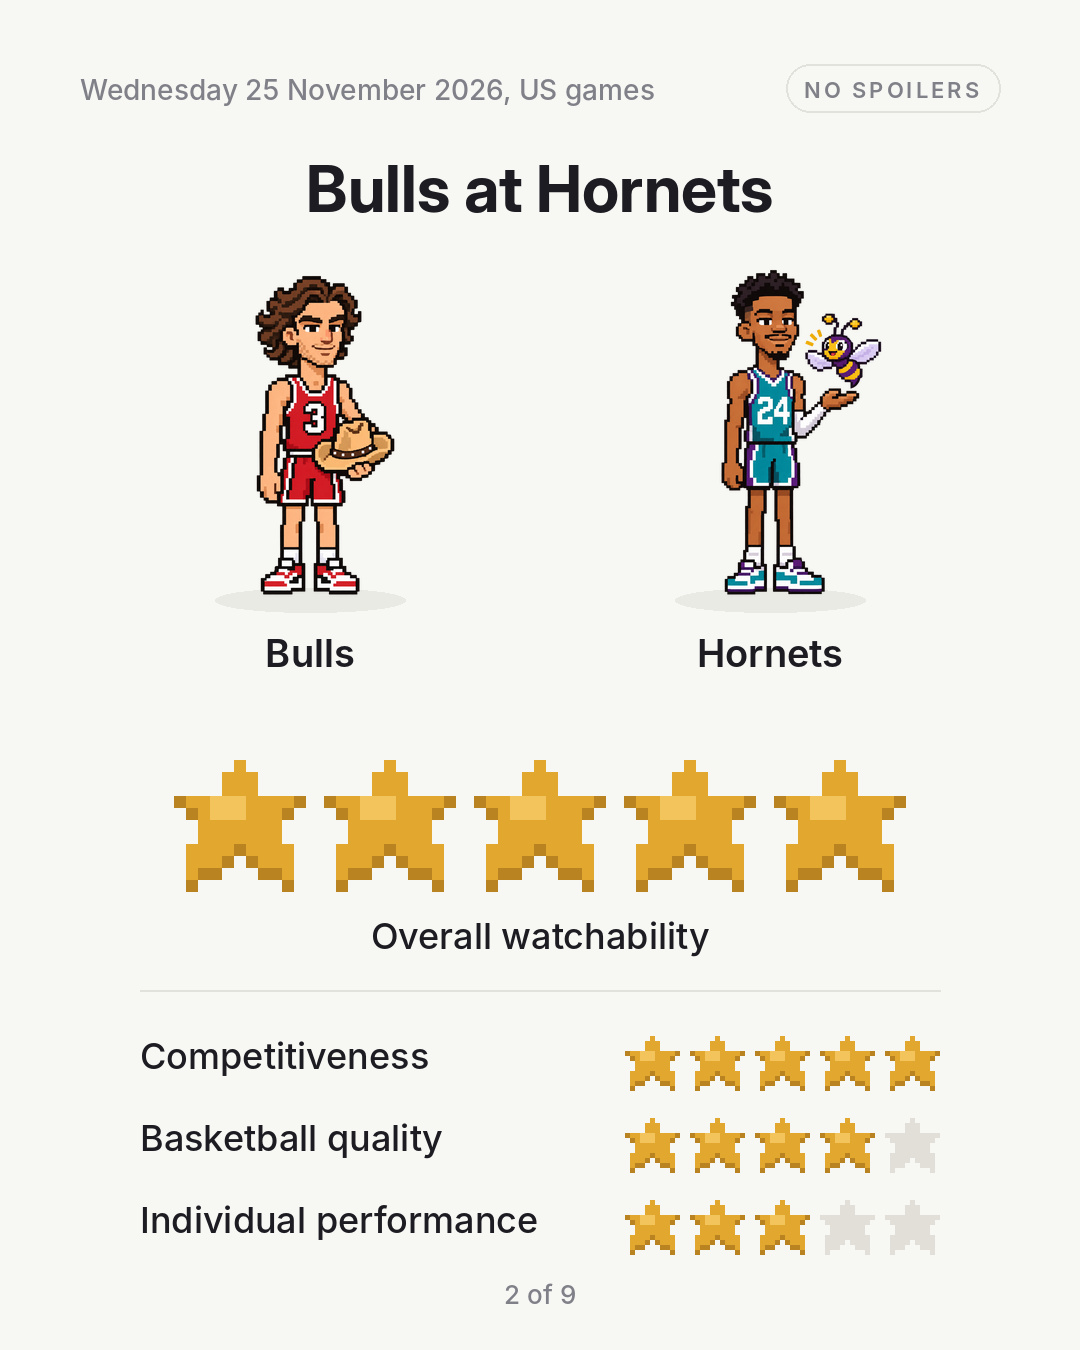 Wednesday 25 November 2026, US games
NO SPOILERS
Bulls at Hornets
3
24
Bulls
Hornets
Overall watchability
Competitiveness
Basketball quality
Individual performance
2 of 9